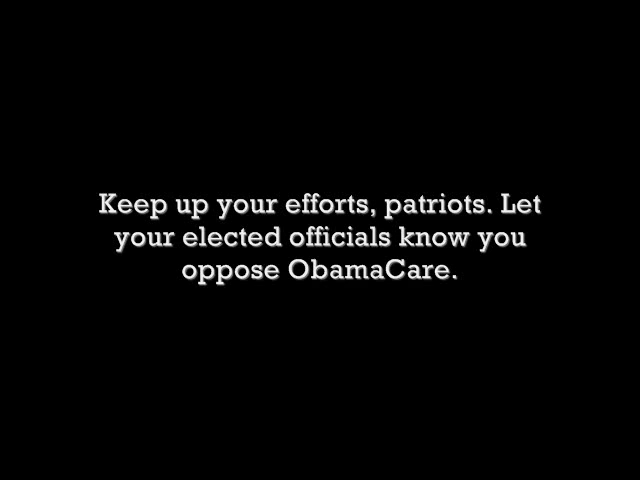 Keep up your efforts, patriots. Let
your elected officials know you
oppose ObamaCare.